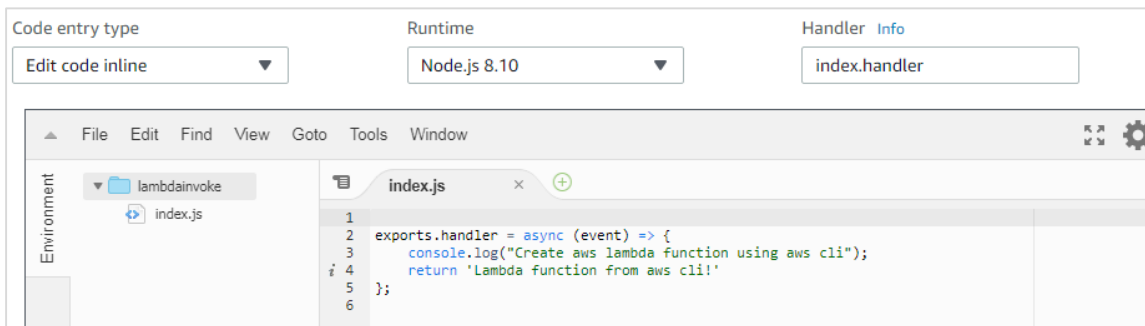 Code entry type Runtime Handler Info
Edit code inline Node.js 8.10 index.handler
File Edit Find View Goto Tools Window
Environment
lambdainvoke
index.js
index.js
1
2 exports.handler = async (event) => {
3 console.log("Create aws lambda function using aws cli");
i 4 return 'Lambda function from aws cli!'
5 };
6